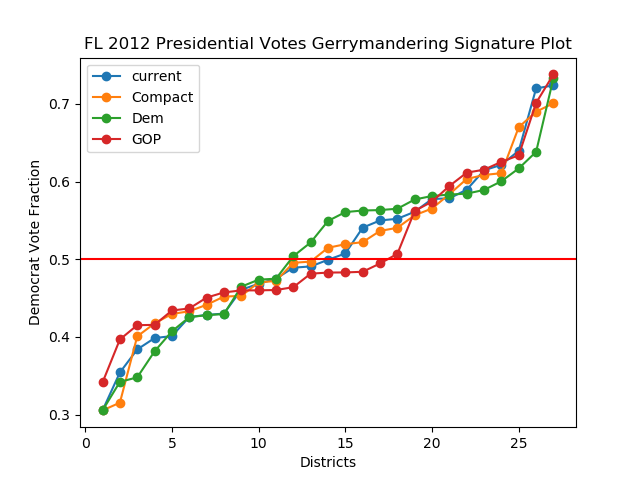 FL 2012 Presidential Votes Gerrymandering Signature Plot
current
Compact
Dem
GOP
0.7
0.6
0.5
0.4
0.3
Democrat Vote Fraction
0
5
10
15
20
25
Districts